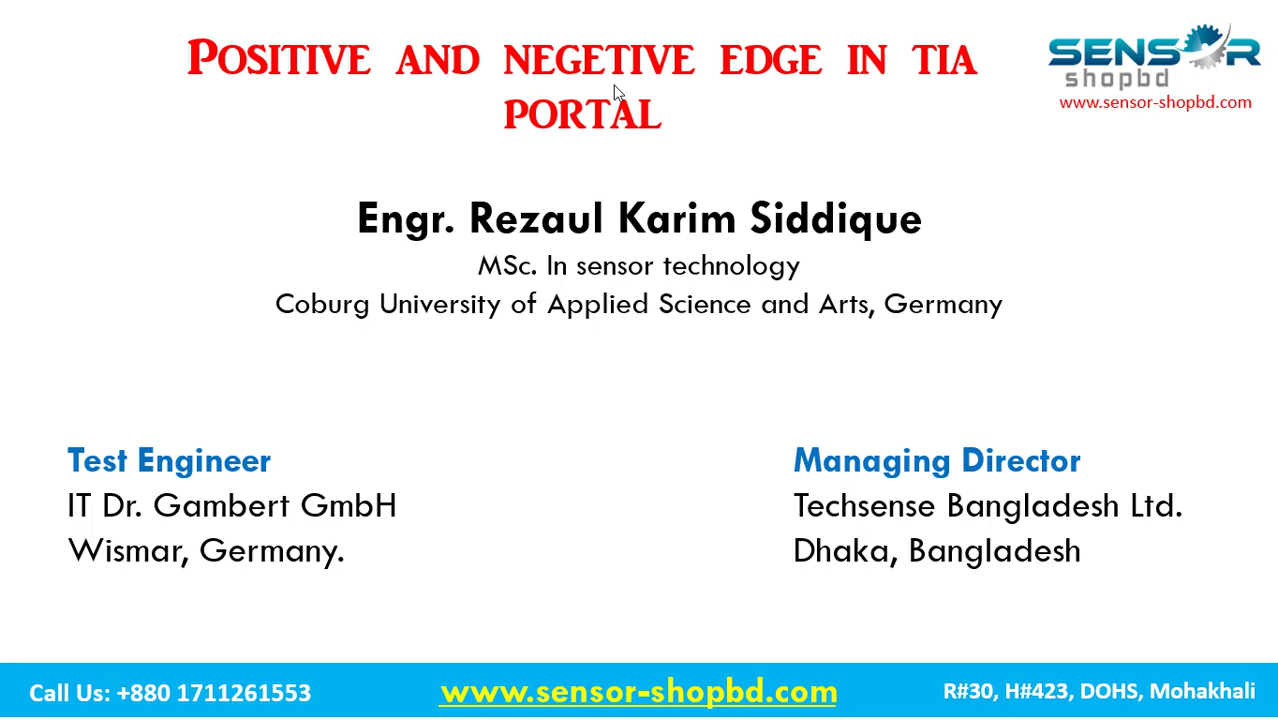 Positive and negetive edge in tia
portal
SENSOR
shopbd
www.sensor-shopbd.com
Engr. Rezaul Karim Siddique
MSc. In sensor technology
Coburg University of Applied Science and Arts, Germany
Test Engineer
IT Dr. Gambert GmbH
Wismar, Germany.
Managing Director
Techsense Bangladesh Ltd.
Dhaka, Bangladesh
Call Us: +880 1711261553
www.sensor-shopbd.com
R#30, H#423, DOHS, Mohakhali